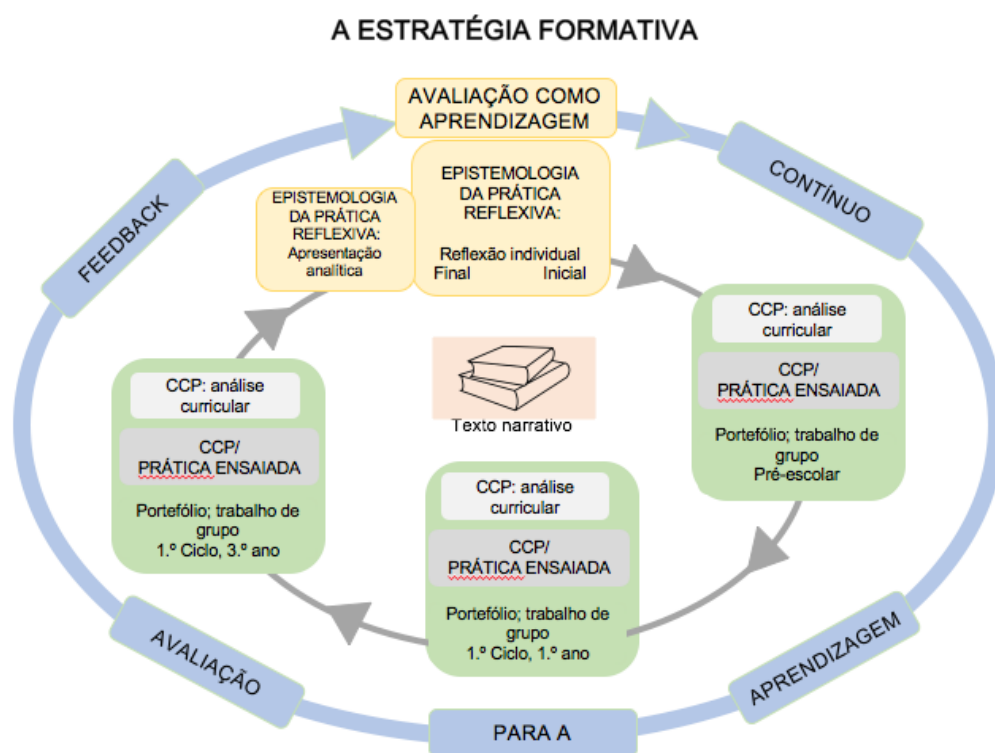 A ESTRATÉGIA FORMATIVA
AVALIAÇÃO COMO
APRENDIZAGEM
EPISTEMOLOGIA
DA PRÁTICA
REFLEXIVA:
Reflexão individual
Final Inicial
EPISTEMOLOGIA
DA PRÁTICA
REFLEXIVA:
Apresentação
analítica
FEEDBACK
CONTÍNUO
CCP: análise
curricular
CCP/
PRÁTICA ENSAIADA
Portefólio; trabalho de
grupo
Pré-escolar
Texto narrativo
CCP: análise
curricular
CCP/
PRÁTICA ENSAIADA
Portefólio; trabalho de
grupo
1.º Ciclo, 3.º ano
CCP: análise
curricular
CCP/
PRÁTICA ENSAIADA
Portefólio; trabalho de
grupo
1.º Ciclo, 1.º ano
AVALIAÇÃO
PARA A
APRENDIZAGEM